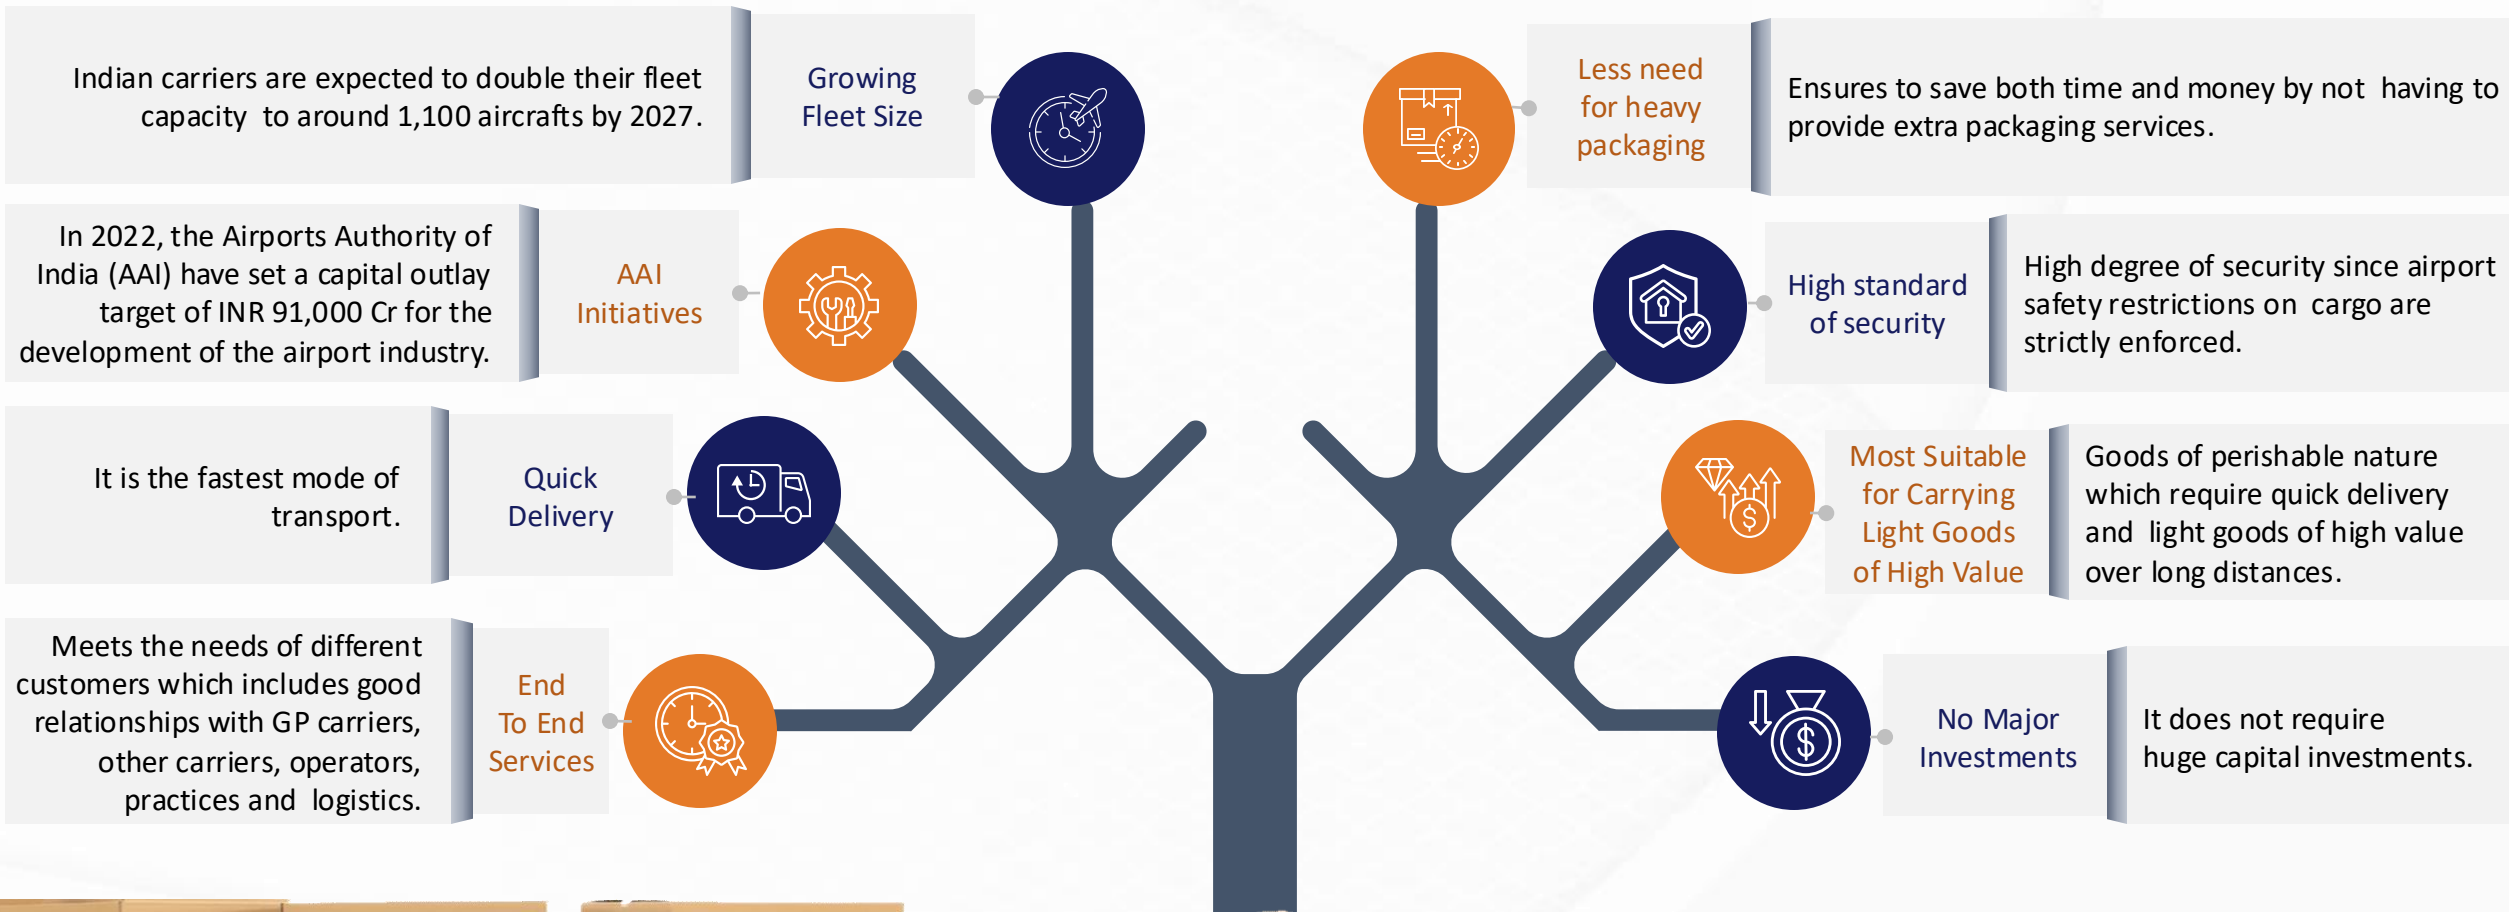 Indian carriers are expected to double their fleet
capacity to around 1,100 aircrafts by 2027.
Growing
Fleet Size
In 2022, the Airports Authority of
India (AAI) have set a capital outlay
target of INR 91,000 Cr for the
development of the airport industry.
AAI
Initiatives
It is the fastest mode of
transport.
Quick
Delivery
Meets the needs of different
customers which includes good
relationships with GP carriers,
other carriers, operators,
practices and logistics.
End
To End
Services
Less need
for heavy
packaging
Ensures to save both time and money by not having to
provide extra packaging services.
High standard
of security
High degree of security since airport
safety restrictions on cargo are
strictly enforced.
Most Suitable
for Carrying
Light Goods
of High Value
Goods of perishable nature
which require quick delivery
and light goods of high value
over long distances.
No Major
Investments
It does not require
huge capital investments.